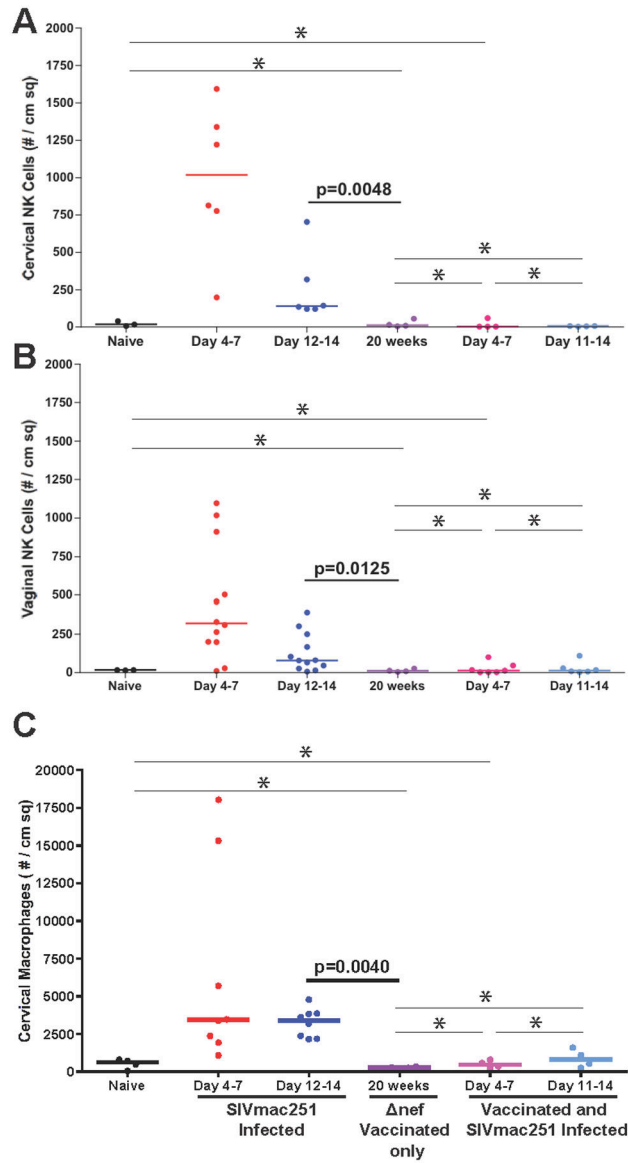 A
Cervical NK Cells (# / cm sq)
2000
1750
1500
1250
1000
750
500
250
0
*
*
p=0.0048
*
* *
Naive Day 4-7 Day 12-14 20 weeks Day 4-7 Day 11-14
B
Vaginal NK Cells (# / cm sq)
2000
1750
1500
1250
1000
750
500
250
0
*
*
p=0.0125
*
* *
Naive Day 4-7 Day 12-14 20 weeks Day 4-7 Day 11-14
C
Cervical Macrophages ( # / cm sq)
20000
17500
15000
12500
10000
7500
5000
2500
0
*
*
p=0.0040
*
* *
Naive Day 4-7 Day 12-14 20 weeks Day 4-7 Day 11-14
SIVmac251
Infected
Δnef
Vaccinated
only
Vaccinated and
SIVmac251 Infected